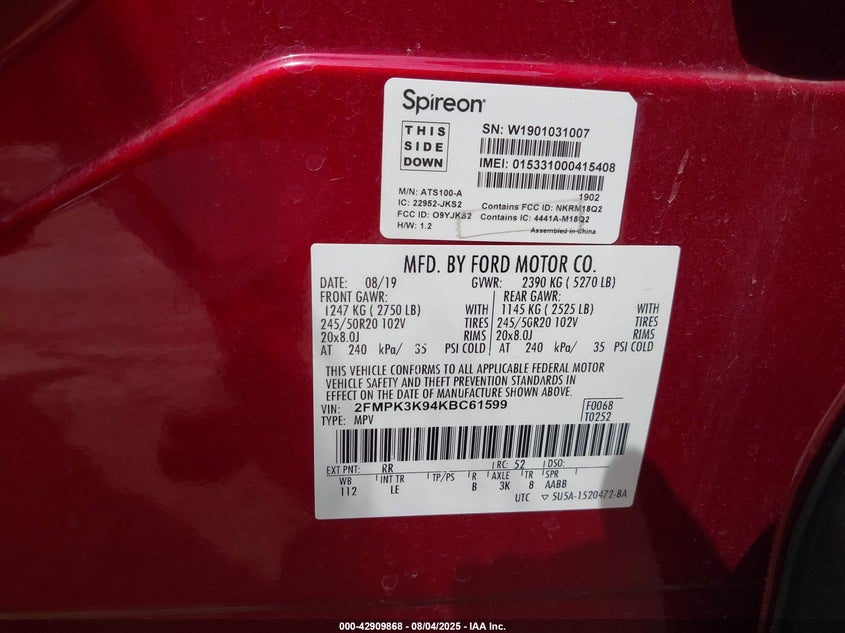 Spireon®
THIS
SIDE
DOWN
SN: W1901031007
IMEI: 015331000415408
1902
M/N: ATS100-A
IC: 22952-JKS2
FCC ID: O9YJKS2
H/W: 1.2
Contains FCC ID: NKRM18Q2
Contains IC: 4441A-M18Q2
Assembled in China
MFD. BY FORD MOTOR CO.
DATE: 08/19 GVWR: 2390 KG ( 5270 LB)
FRONT GAWR: REAR GAWR:
1247 KG ( 2750 LB) WITH 1145 KG ( 2525 LB) WITH
245/50R20 102V TIRES 245/50R20 102V TIRES
20x8.0J RIMS 20x8.0J RIMS
AT 240 kPa/ 35 PSI COLD AT 240 kPa/ 35 PSI COLD
THIS VEHICLE CONFORMS TO ALL APPLICABLE FEDERAL MOTOR
VEHICLE SAFETY AND THEFT PREVENTION STANDARDS IN
EFFECT ON THE DATE OF MANUFACTURE SHOWN ABOVE.
VIN: 2FMPK3K94KBC61599 F0068
TYPE: MPV T0252
EXT PNT: RR RC: 52 DSO:
WB INT TR TP/PS R AXLE TR SPR
112 LE B 3K B AABB
UTC ▽ 5U5A-1520472-BA
000-42909868 - 08/04/2025 - IAA Inc.